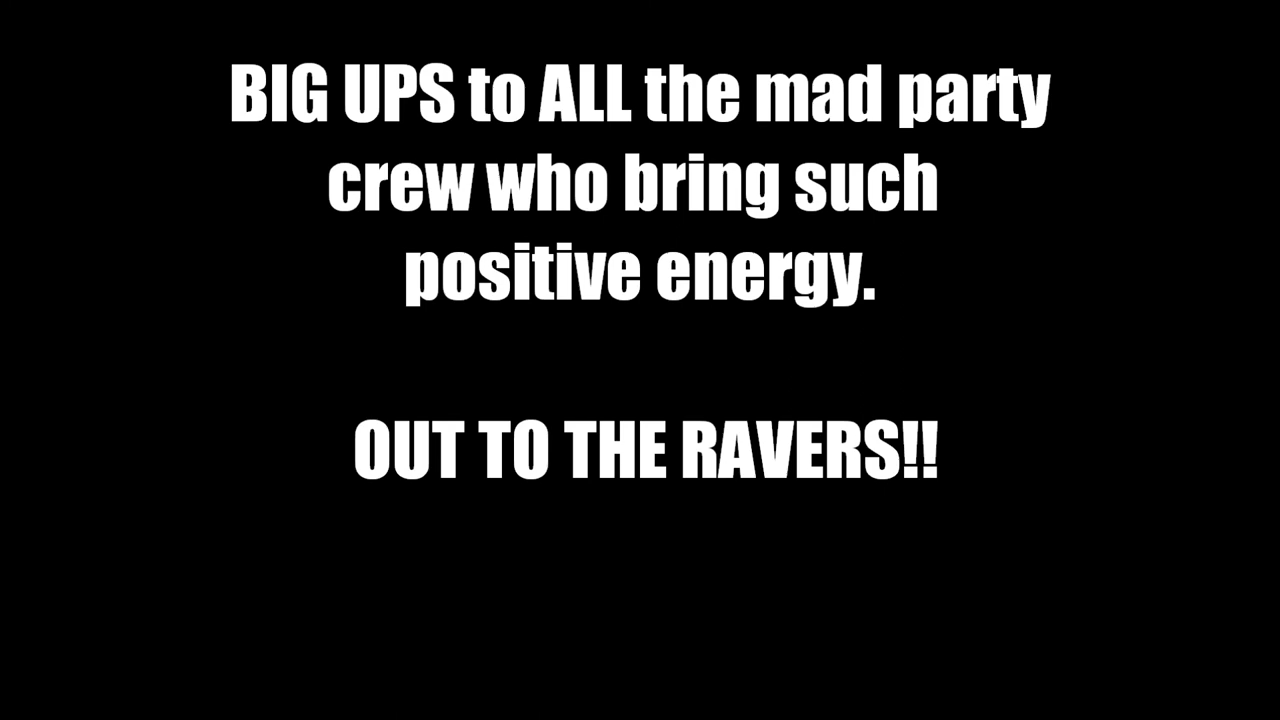 BIG UPS to ALL the mad party
crew who bring such
positive energy.
OUT TO THE RAVERS!!